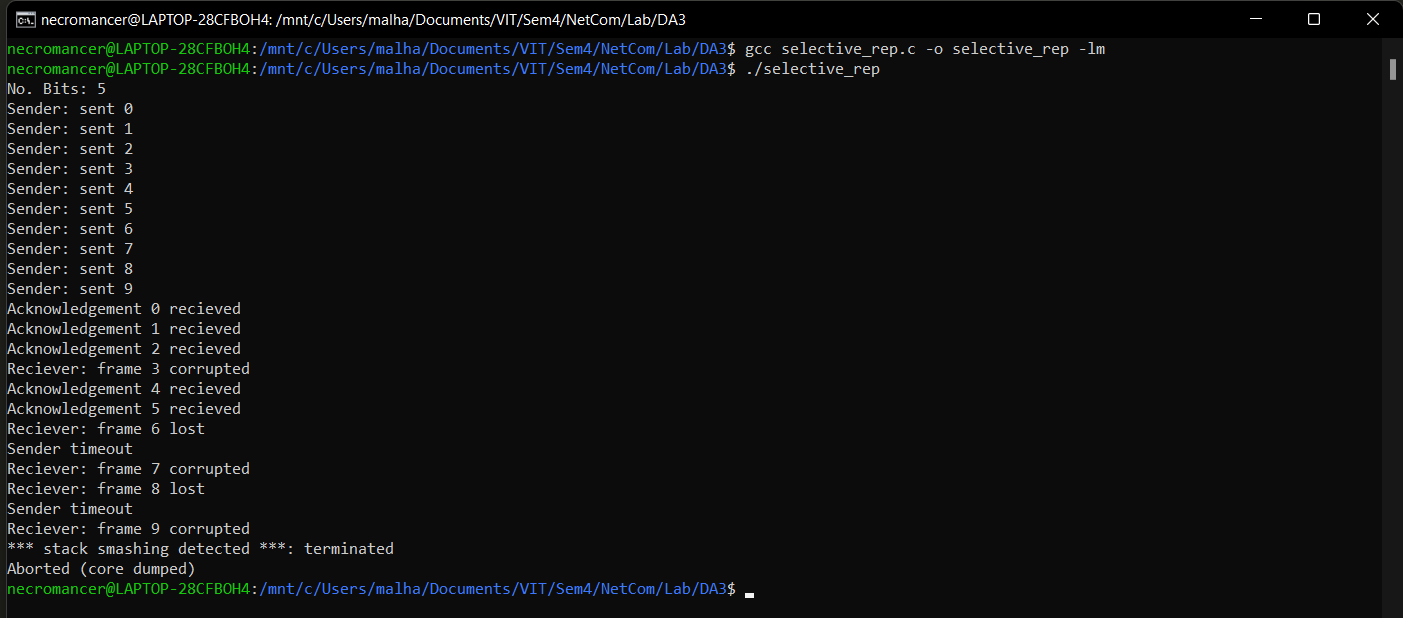 necromancer@LAPTOP-28CFBOH4: /mnt/c/Users/malha/Documents/VIT/Sem4/NetCom/Lab/DA3
necromancer@LAPTOP-28CFBOH4:/mnt/c/Users/malha/Documents/VIT/Sem4/NetCom/Lab/DA3$ gcc selective_rep.c -o selective_rep -lm
necromancer@LAPTOP-28CFBOH4:/mnt/c/Users/malha/Documents/VIT/Sem4/NetCom/Lab/DA3$ ./selective_rep
No. Bits: 5
Sender: sent 0
Sender: sent 1
Sender: sent 2
Sender: sent 3
Sender: sent 4
Sender: sent 5
Sender: sent 6
Sender: sent 7
Sender: sent 8
Sender: sent 9
Acknowledgement 0 recieved
Acknowledgement 1 recieved
Acknowledgement 2 recieved
Reciever: frame 3 corrupted
Acknowledgement 4 recieved
Acknowledgement 5 recieved
Reciever: frame 6 lost
Sender timeout
Reciever: frame 7 corrupted
Reciever: frame 8 lost
Sender timeout
Reciever: frame 9 corrupted
*** stack smashing detected ***: terminated
Aborted (core dumped)
necromancer@LAPTOP-28CFBOH4:/mnt/c/Users/malha/Documents/VIT/Sem4/NetCom/Lab/DA3$